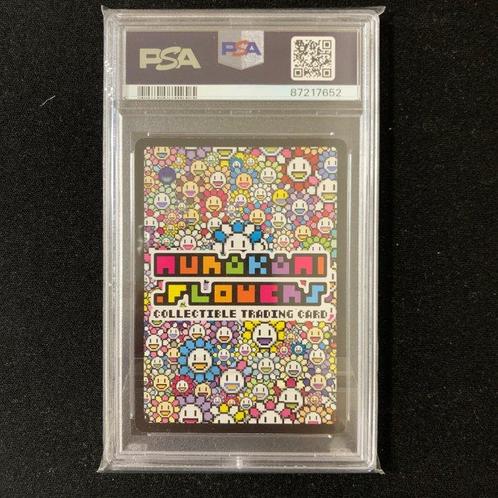 PSA
PSA
87217652
MURAKAMI
.FLOWERS
COLLECTIBLE TRADING CARD